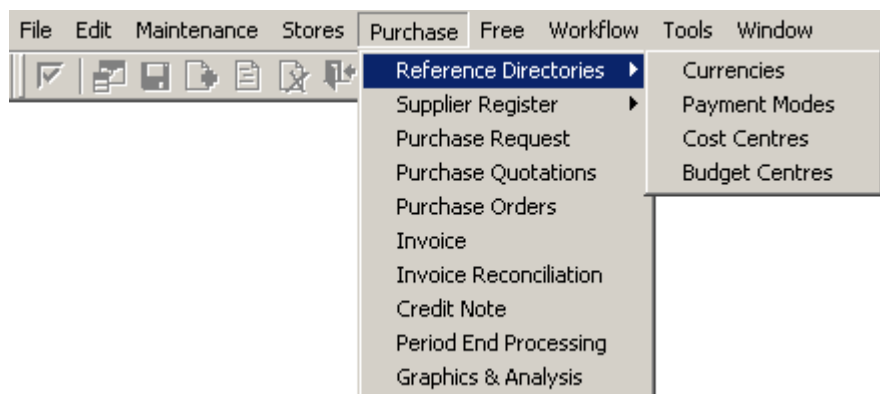 File Edit Maintenance Stores Purchase Free Workflow Tools Window
Reference Directories
Supplier Register
Purchase Request
Purchase Quotations
Purchase Orders
Invoice
Invoice Reconciliation
Credit Note
Period End Processing
Graphics & Analysis
Currencies
Payment Modes
Cost Centres
Budget Centres